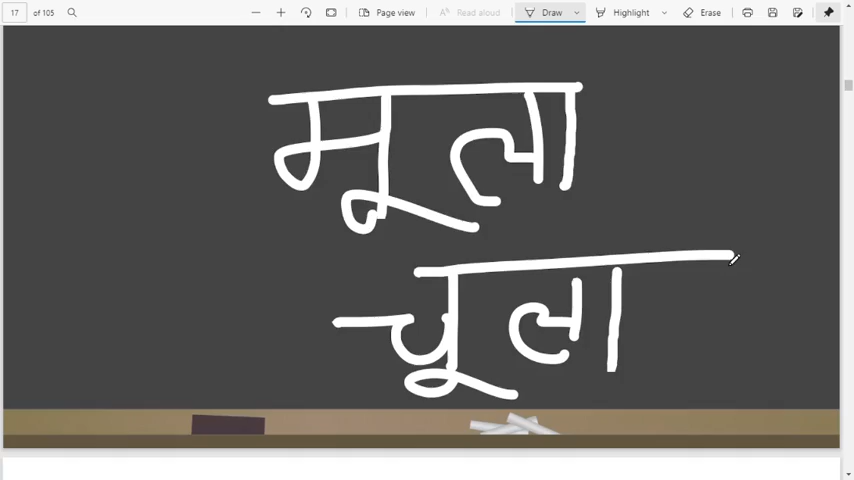 17 of 105 Page view Read aloud Draw Highlight Erase
मूला
चूला